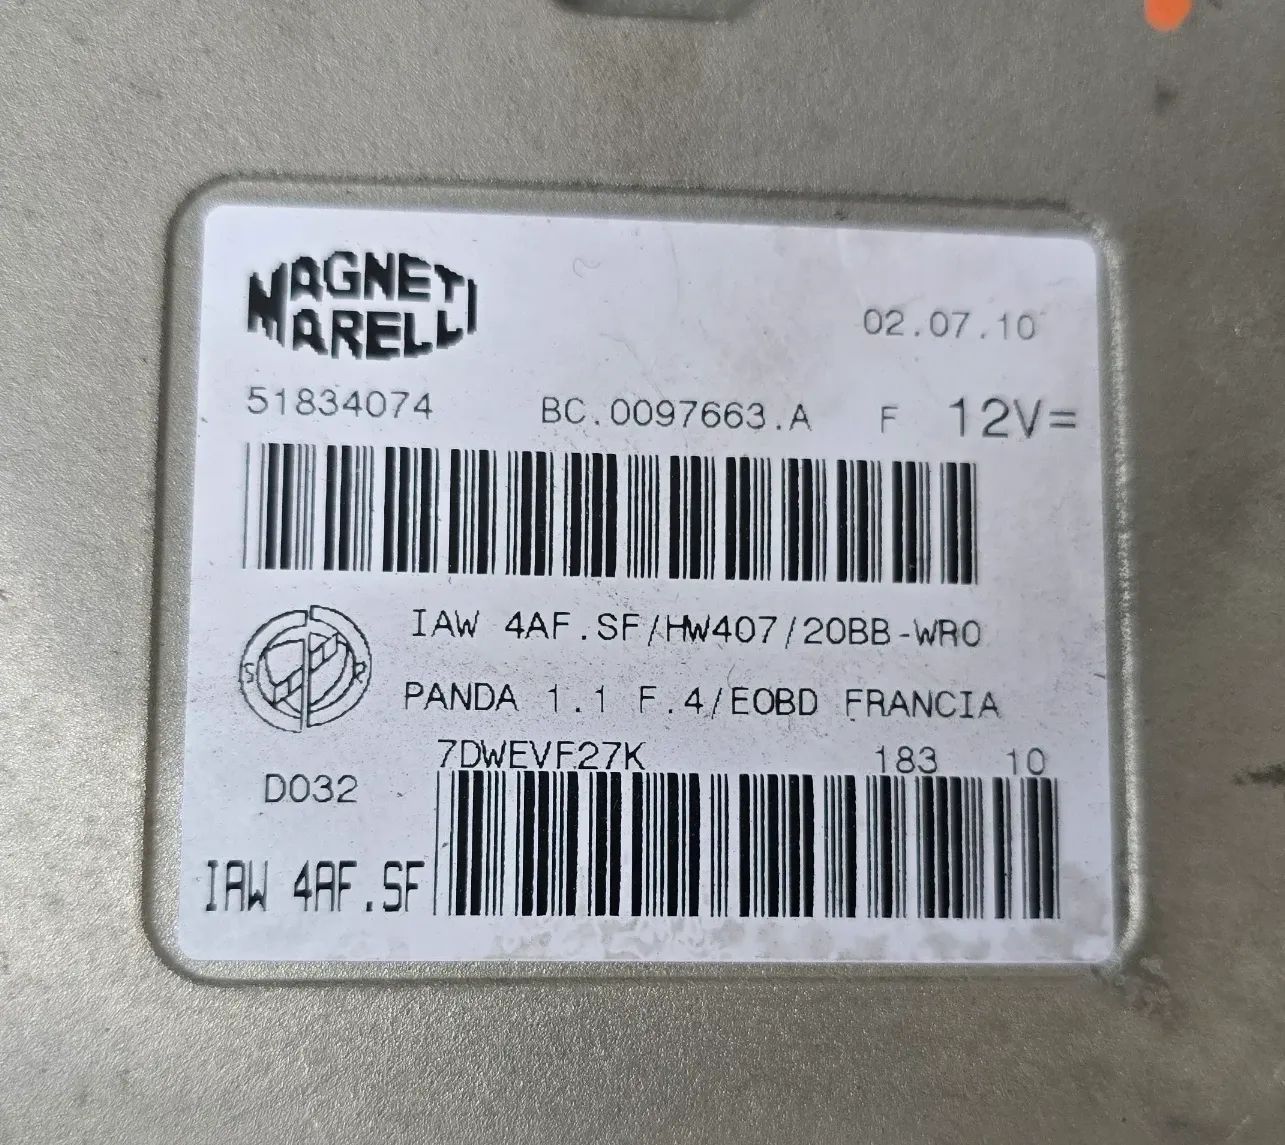 MAGNETI
MARELLI
02.07.10
51834074 BC.0097663.A F 12V=
IAW 4AF.SF/HW407/20BB-WR0
S R
PANDA 1.1 F.4/EOBD FRANCIA
7DWEVF27K 183 10
D032
IAW 4AF.SF